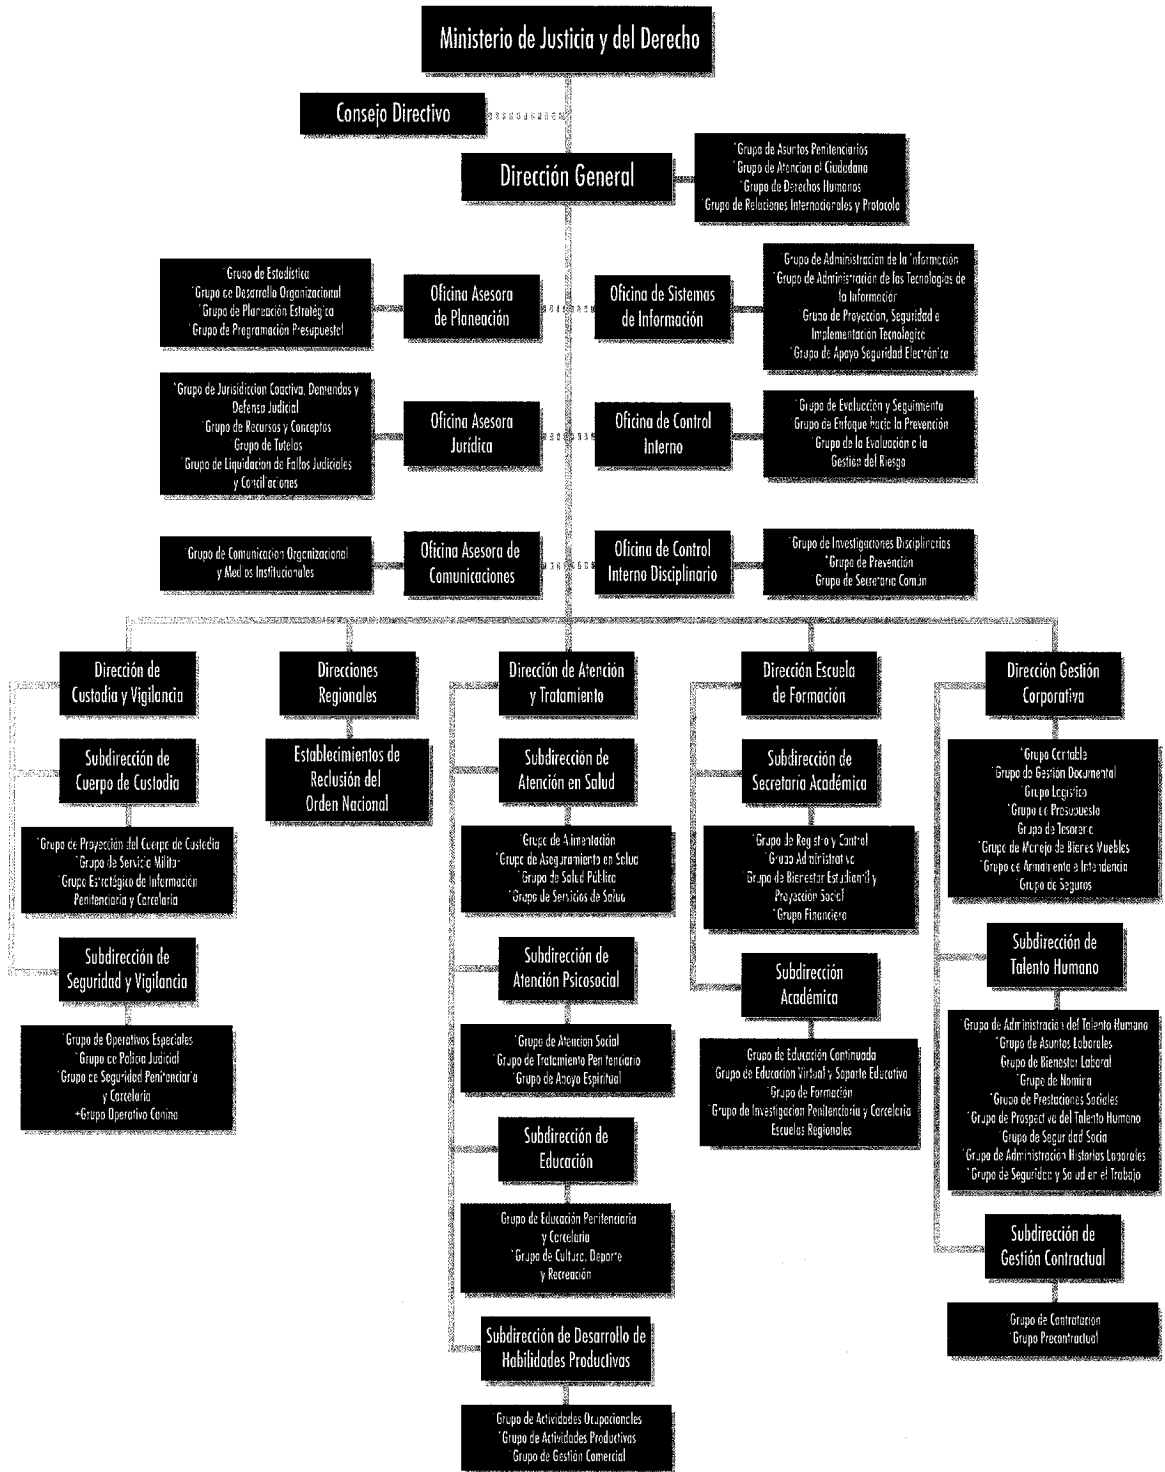 Ministerio de Justicia y del Derecho
Consejo Directivo
Dirección General
*Grupo de Asuntos Penitenciarios
*Grupo de Atencion al Ciudadano
*Grupo de Derechos Humanos
*Grupo de Relaciones Internacionales y Protocolo
*Grupo de Estadística
*Grupo de Desarrollo Organizacional
*Grupo de Planeación Estratégica
*Grupo de Programación Presupuestal
Oficina Asesora
de Planeación
Oficina de Sistemas
de Información
*Grupo de Administracion de la Información
*Grupo de Administración de las Tecnologías de
la Información
*Grupo de Proyeccion, Seguridad e
Implementación Tecnológica
*Grupo de Apoyo Seguridad Electrónica
*Grupo de Jurisidiccion Coactiva, Demandas y
Defensa Judicial
*Grupo de Recursos y Conceptos
*Grupo de Tutelas
*Grupo de Liquidacion de Fallos Judiciales
y Conciliaciones
Oficina Asesora
Jurídica
Oficina de Control
Interno
*Grupo de Evaluacción y Seguimiento
*Grupo de Enfoque hacia la Prevención
*Grupo de la Evaluacion a la
Gestión del Riesgo
*Grupo de Comunicacion Organizacional
y Medios Institucionales
Oficina Asesora de
Comunicaciones
Oficina de Control
Interno Disciplinario
*Grupo de Investigaciones Disciplinarias
*Grupo de Prevención
*Grupo de Secretaria Común
Dirección de
Custodia y Vigilancia
Subdirección de
Cuerpo de Custodia
*Grupo de Proyección del Cuerpo de Custodia
*Grupo de Servicio Militar
*Grupo Estratégico de Información
Penitenciaria y Carcelaria
Subdirección de
Seguridad y Vigilancia
*Grupo de Operativos Especiales
*Grupo de Policía Judicial
*Grupo de Seguridad Penitenciaria
y Carcelaria
+Grupo Operativo Canino
Direciones
Regionales
Establecimientos de
Reclusión del
Orden Nacional
Dirección de Atención
y Tratamiento
Subdirección de
Atención en Salud
*Grupo de Alimentación
*Grupo de Aseguramiento en Salud
*Grupo de Salud Pública
*Grupo de Servicios de Salud
Subdirección de
Atención Psicosocial
*Grupo de Atencion Social
*Grupo de Tratamiento Penitenciario
*Grupo de Apoyo Espiritual
Subdirección de
Educación
*Grupo de Educación Penitenciaria
y Carcelaria
*Grupo de Cultura, Deporte
y Recreación
Subdirección de Desarrollo de
Habilidades Productivas
*Grupo de Actividades Ocupacionales
*Grupo de Actividades Productivas
*Grupo de Gestión Comercial
Dirección Escuela
de Formación
Subdirección de
Secretaria Académica
*Grupo de Registro y Control
*Grupo Administrativo
*Grupo de Bienestar Estudiantil y
Proyección Social
*Grupo Financiero
Subdirección
Académica
*Grupo de Educación Continuada
*Grupo de Educacion Virtual y Soporte Educativo
*Grupo de Formación
*Grupo de Investigacion Penitenciaria y Carcelaria
Escuelas Regionales
Dirección Gestión
Corporativa
*Grupo Contable
*Grupo de Gestión Documental
*Grupo Logístico
*Grupo de Presupuesto
Grupo de Tesoreria
*Grupo de Manejo de Bienes Muebles
*Grupo de Armamento e Intendencia
*Grupo de Seguros
Subdirección de
Talento Humano
*Grupo de Administracion del Talento Humano
*Grupo de Asuntos Laborales
Grupo de Bienestar Laboral
*Grupo de Nomina
*Grupo de Prestaciones Sociales
*Grupo de Prospectiva del Talento Humano
*Grupo de Seguridad Social
*Grupo de Administración Historias Laborales
*Grupo de Seguridad y Salud en el Trabajo
Subdirección de
Gestión Contractual
*Grupo de Contratación
*Grupo Precontractual